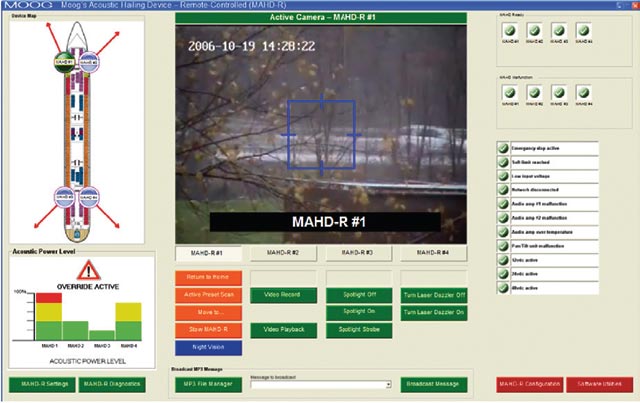 MOOG Moog's Acoustic Hailing Device – Remote-Controlled (MAHD-R)
Device Map
Active Camera – MAHD-R #1
2006-10-19 14:28:22
MAHD-R #1
MAHD-R #1 MAHD-R #2 MAHD-R #3 MAHD-R #4
Return to Home
Active Preset Scan Video Record Spotlight Off Turn Laser Dazzler Off
Move to... Spotlight On Turn Laser Dazzler On
Stow MAHD-R Video Playback Spotlight Strobe
Night Vision
Acoustic Power Level
OVERRIDE ACTIVE
100%
MAHD-1 MAHD-2 MAHD-3 MAHD-4
ACOUSTIC POWER LEVEL
MAHD-R Settings MAHD-R Diagnostics
Broadcast MP3 Message
MP3 File Manager
Message to broadcast
Broadcast Message
MAHD Ready
MAHD #1 MAHD #2 MAHD #3 MAHD #4
MAHD Malfunction
MAHD #1 MAHD #2 MAHD #3 MAHD #4
Emergency stop active
Soft limit reached
Low input voltage
Network disconnected
Audio amp #1 malfunction
Audio amp #2 malfunction
Audio amp over temperature
Pan/Tilt unit malfunction
12vdc active
24vdc active
48vdc active
MAHD-R Configuration Software Utilities